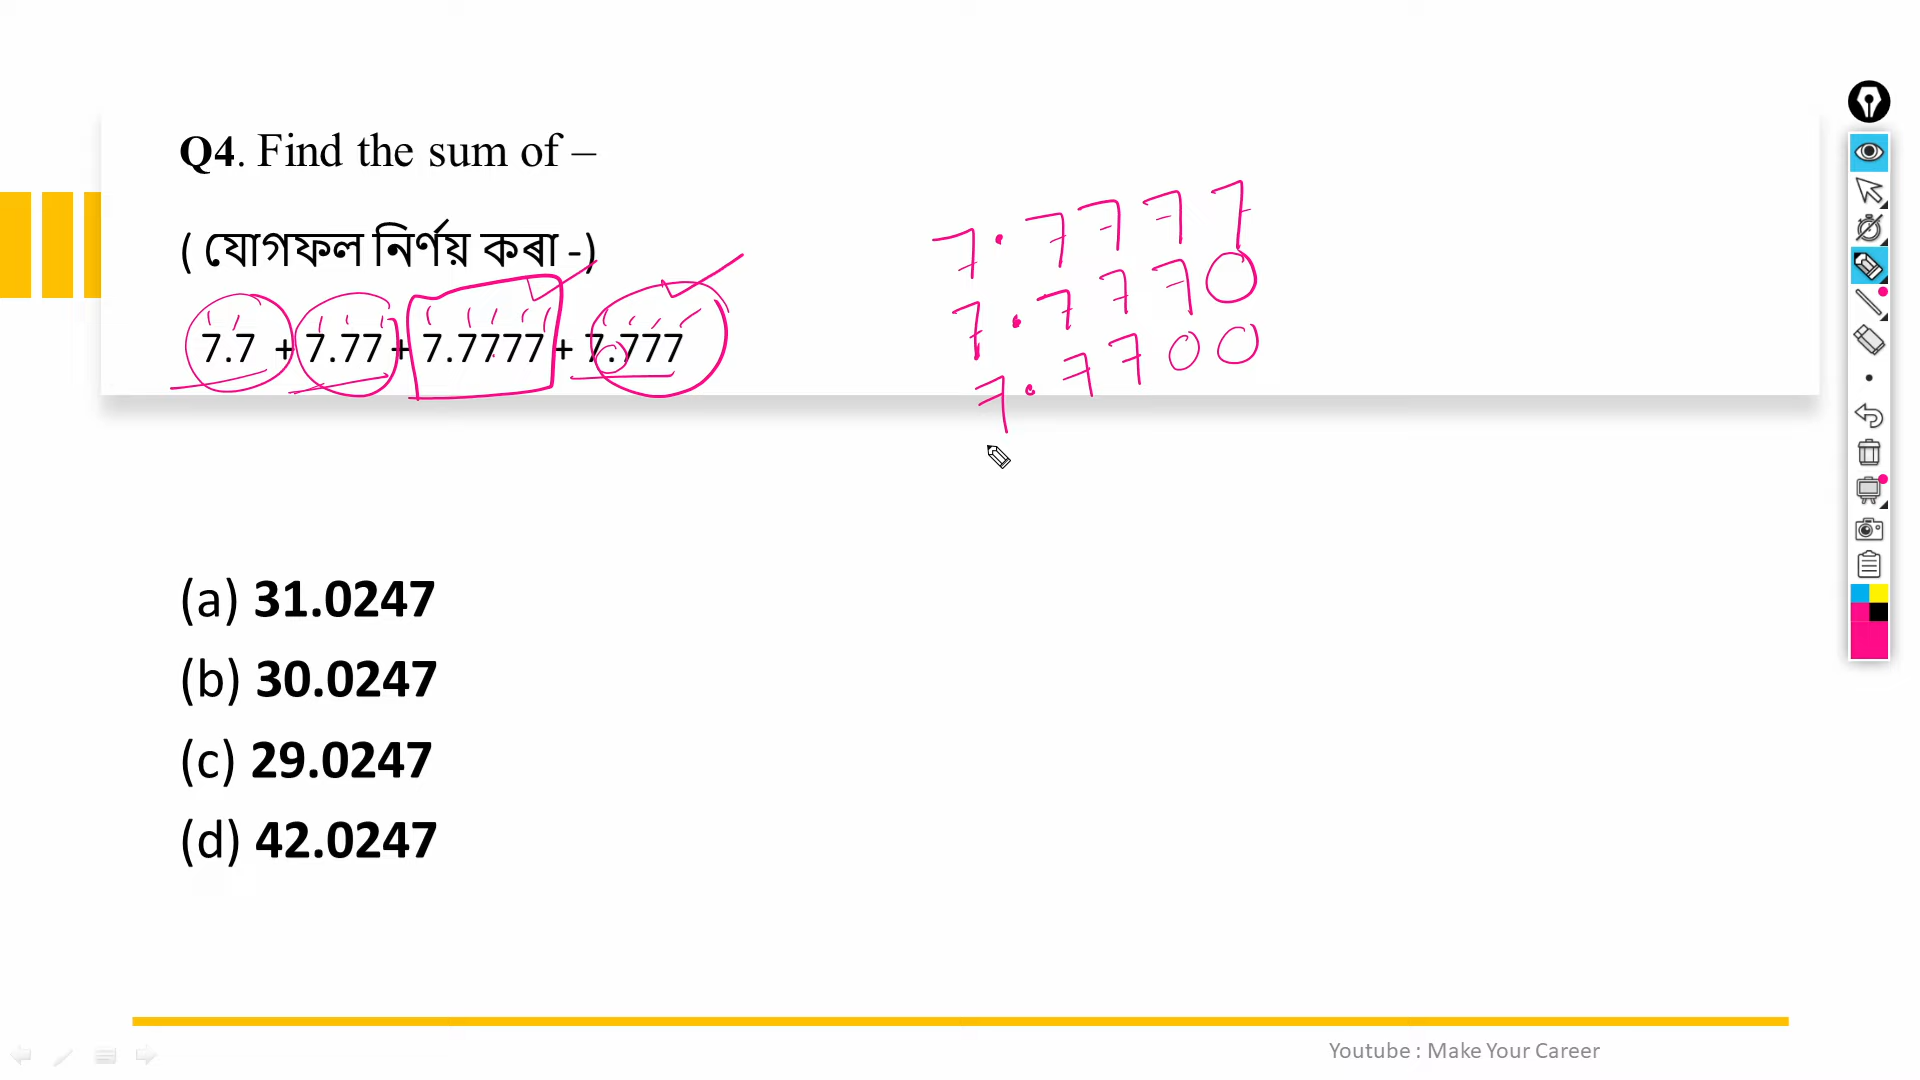 Q4. Find the sum of –
( যোগফল নিৰ্ণয় কৰা -)
7.7 + 7.77 + 7.7777 + 7.777
7.7777
7.7770
7.7700
(a) 31.0247
(b) 30.0247
(c) 29.0247
(d) 42.0247
Youtube : Make Your Career